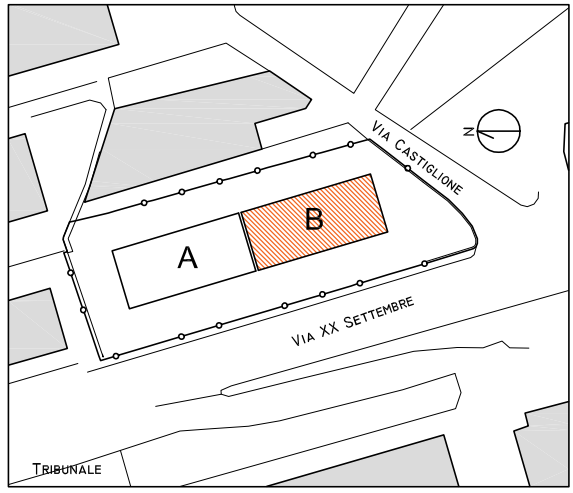 VIA CASTIGLIONE
N
B
A
VIA XX SETTEMBRE
TRIBUNALE